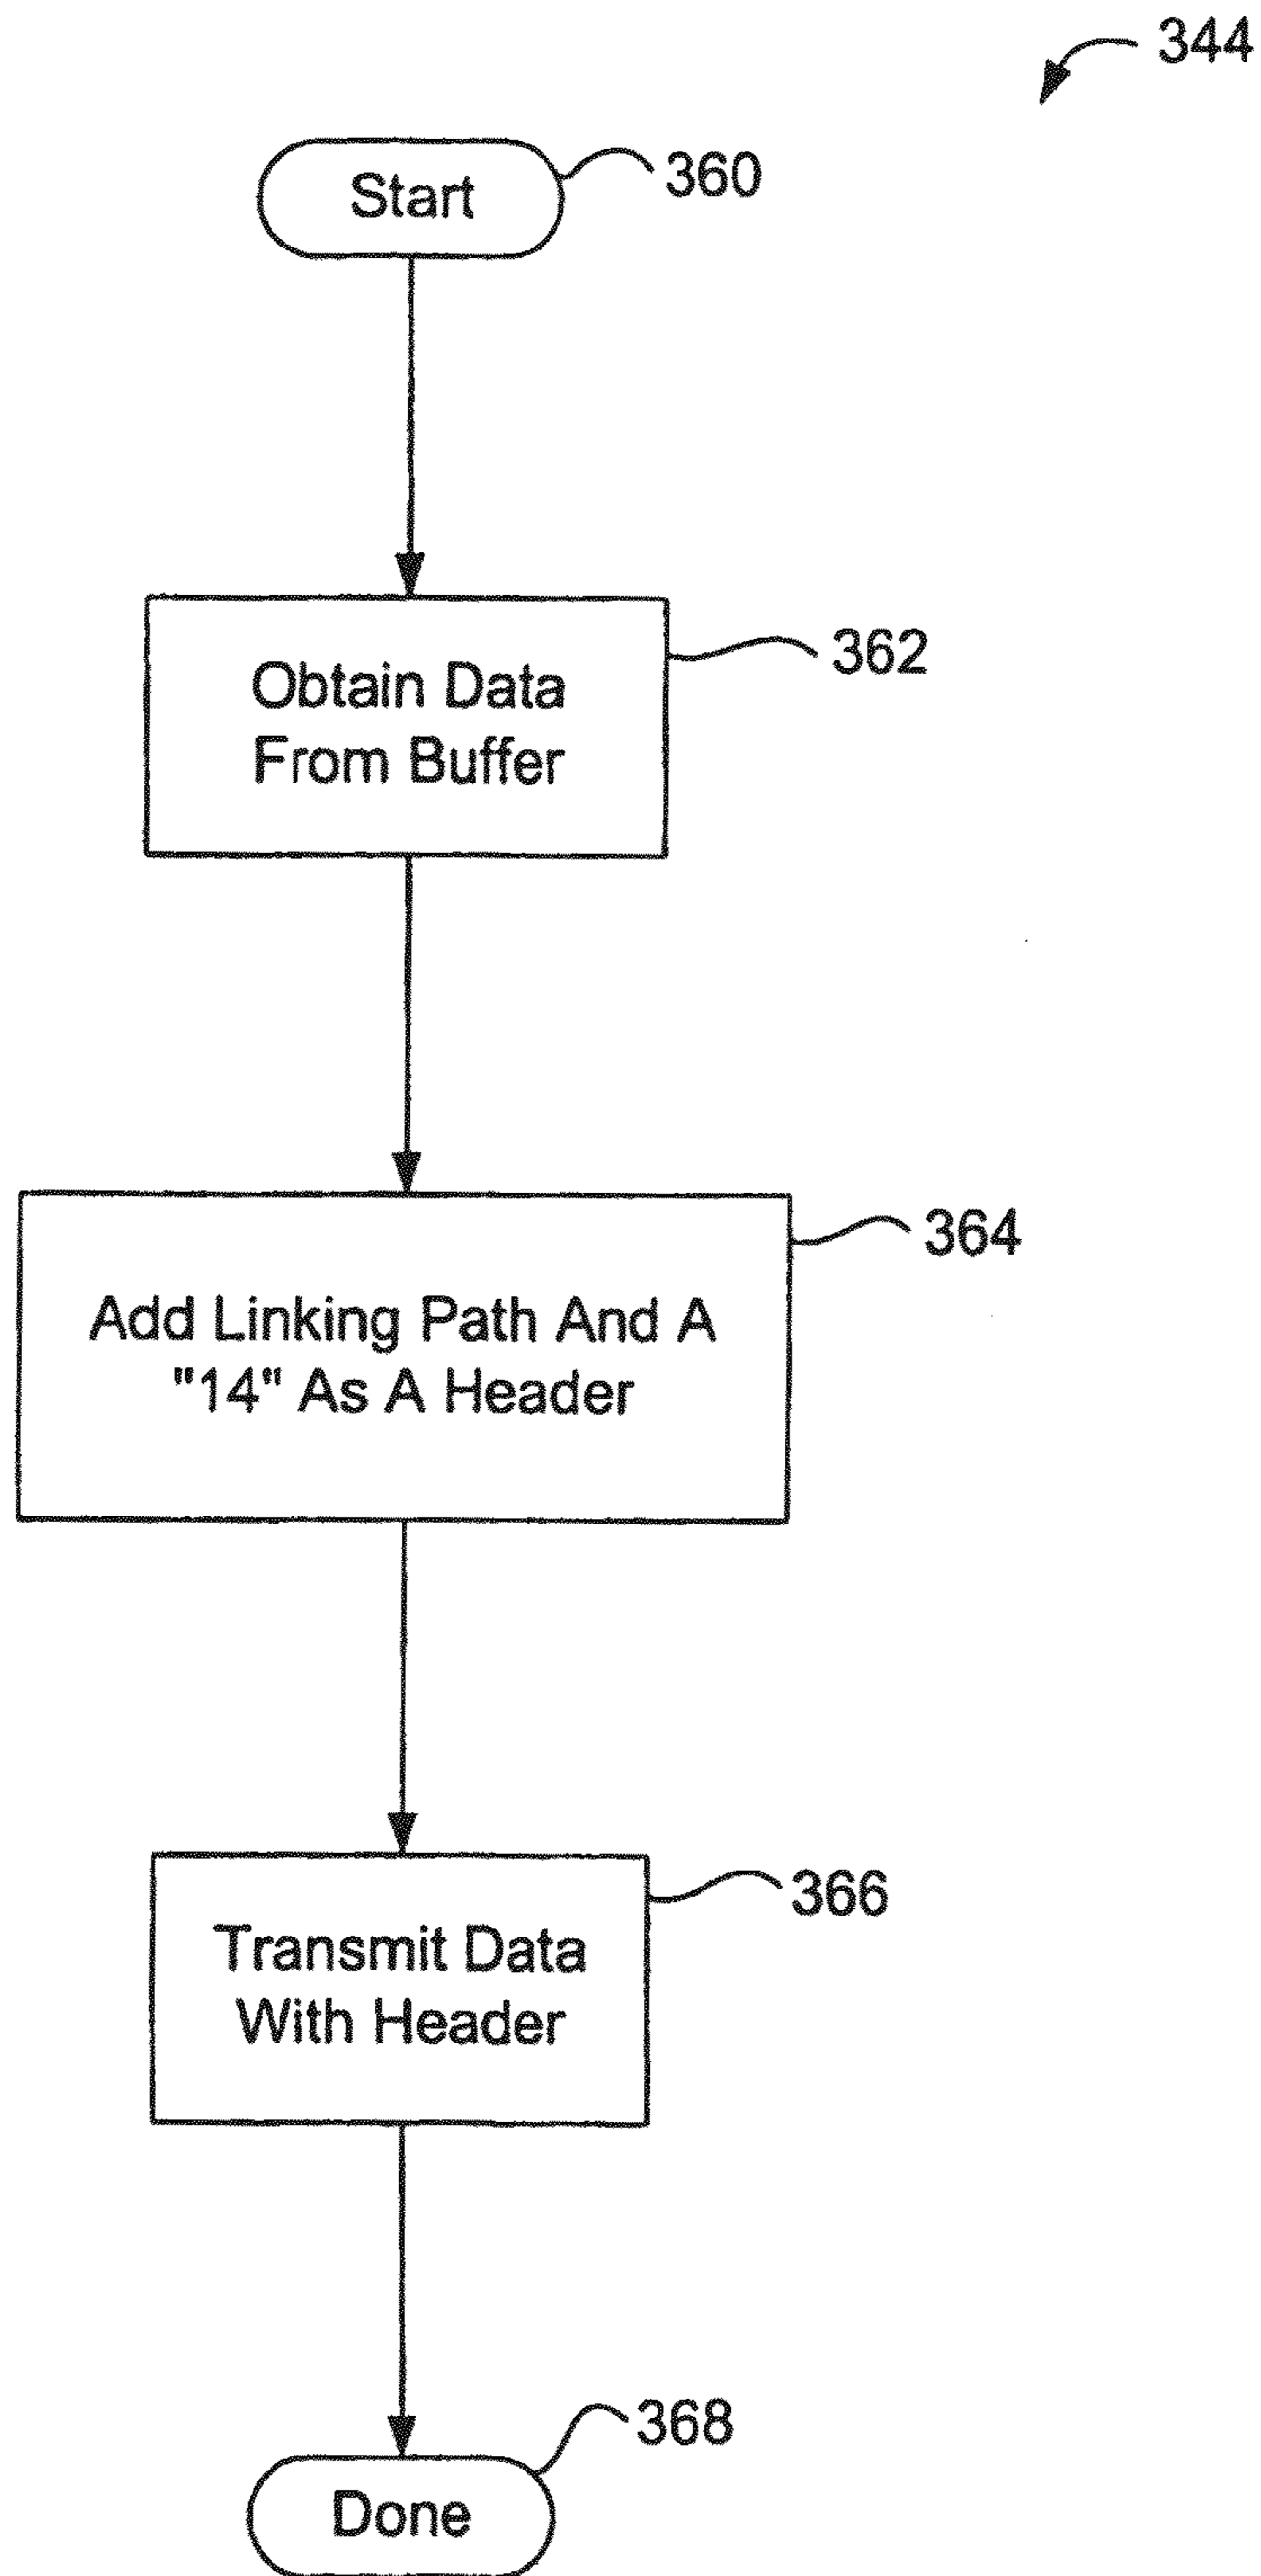 344
Start
360
Obtain Data
From Buffer
362
Add Linking Path And A
"14" As A Header
364
Transmit Data
With Header
366
Done
368